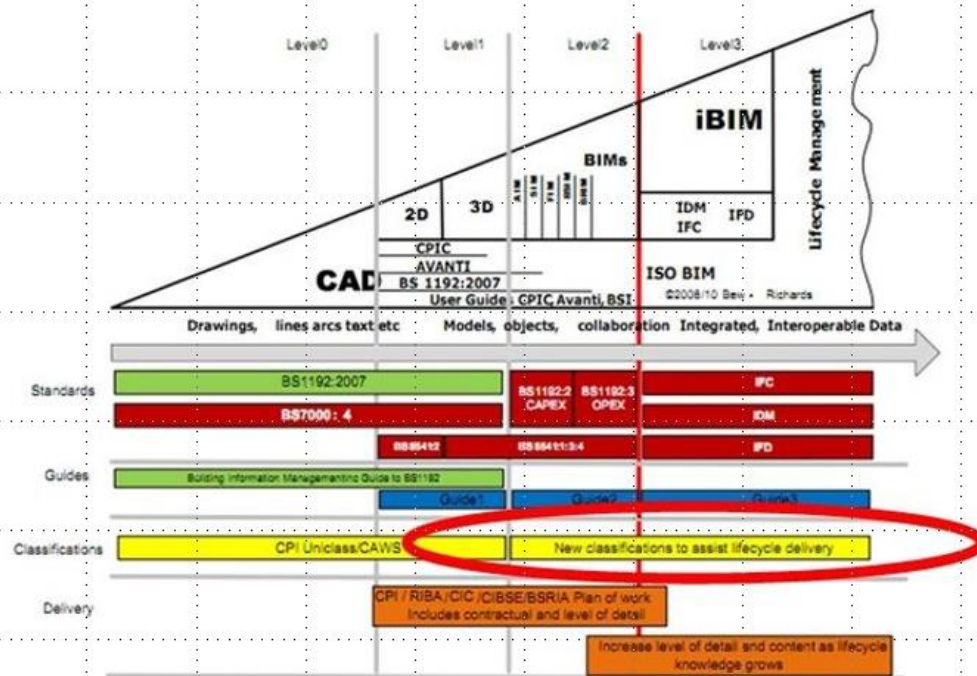 Level0 Level1 Level2 Level3
iBIM
Lifecycle Management
BIMs
2D 3D
IDM IPD
IFC
CPIC
AVANTI
CAD BS 1192:2007 ISO BIM
User Guides CPIC, Avanti, BSI ©2008/10 Bew - Richards
Drawings, lines arcs text etc Models, objects, collaboration Integrated, Interoperable Data
Standards
BS1192:2007
BS7000: 4
BS1192:2
CAPEX
BS1192:3
OPEX
IFC
IDM
BS8541:2 BS8541:1:3:4 IFD
Guides
Building Information Managementing Guide to BS1192
Guide1 Guide2 Guide3
Classifications CPI Uniclass/CAWS New classifications to assist lifecycle delivery
Delivery
CPI / RIBA /CIC /CIBSE/BSRIA Plan of work
Includes contractual and level of detail
Increase level of detail snd content as lifecycle
knowledge grows